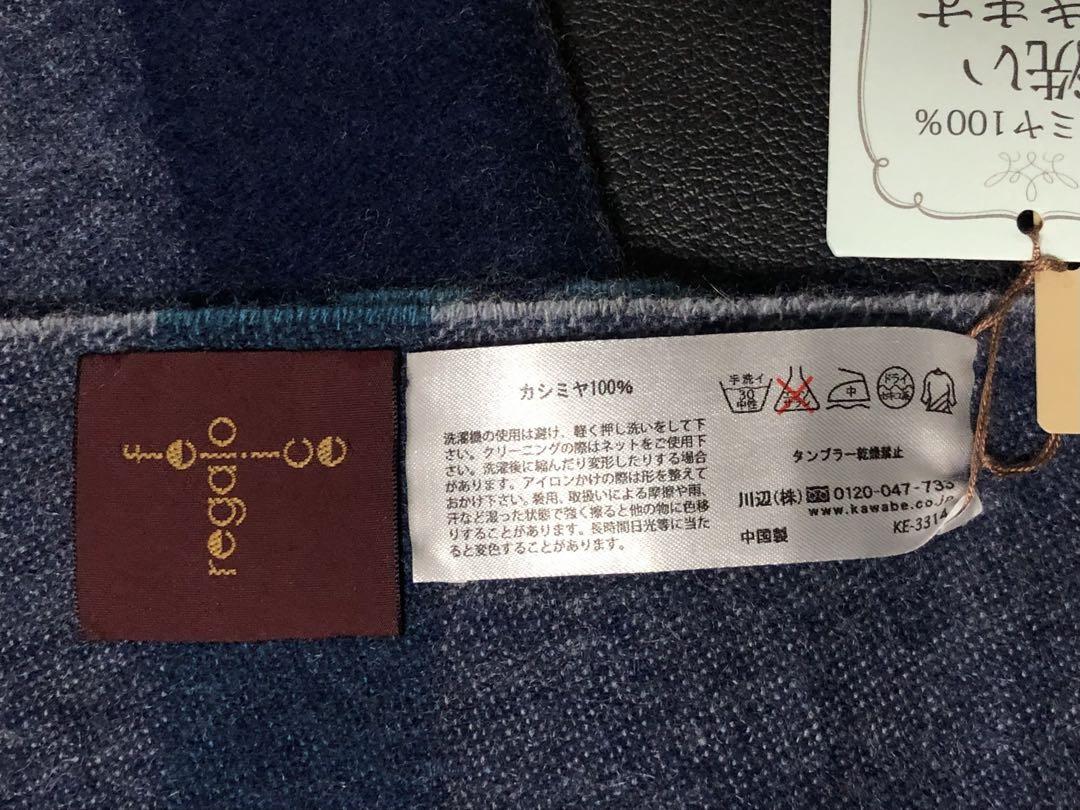 felice
regalo
カシミヤ100%
洗濯機の使用は避け、軽く押し洗いをして下
さい。クリーニングの際はネットをご使用下
さい。洗濯後に縮んだり変形したりする場合
があります。アイロンかけの際は形を整えて
おかけ下さい。着用、取扱いによる摩擦や雨、
汗など湿った状態で強く擦ると他の物に色移
りすることがあります。長時間日光等に当た
ると変色することがあります。
手洗イ
30
中性
中
ドライ
タンブラー乾燥禁止
川辺(株) 0120-047-733
www.kawabe.co.jp
中国製
KE-3314
ミヤ100%
洗い
きます